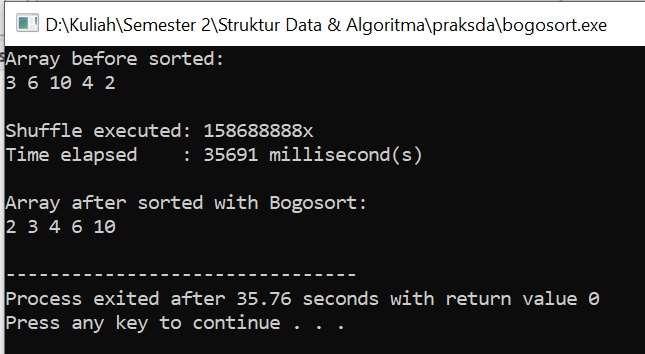 D:\Kuliah\Semester 2\Struktur Data & Algoritma\praksda\bogosort.exe
Array before sorted:
3 6 10 4 2
Shuffle executed: 158688888x
Time elapsed    : 35691 millisecond(s)
Array after sorted with Bogosort:
2 3 4 6 10
--------------------------------
Process exited after 35.76 seconds with return value 0
Press any key to continue . . .